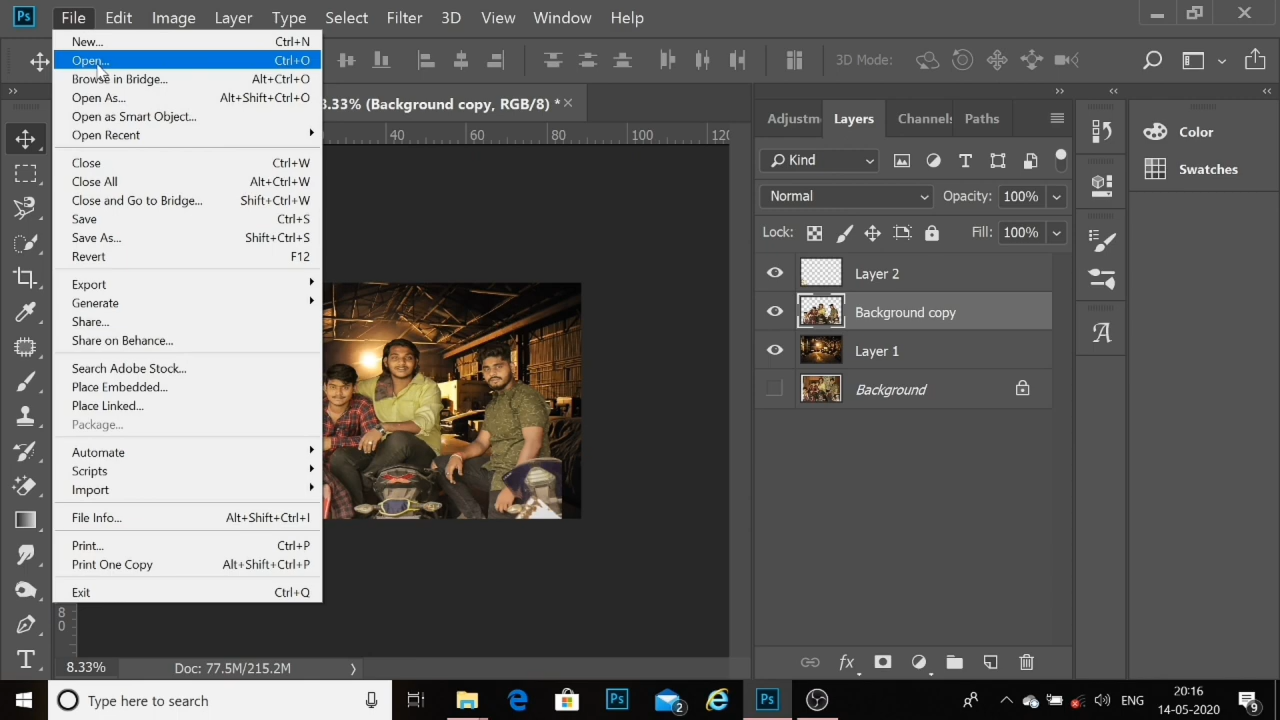 Ps File Edit Image Layer Type Select Filter 3D View Window Help
3D Mode:
New... Ctrl+N
Open... Ctrl+O
Browse in Bridge... Alt+Ctrl+O
Open As... Alt+Shift+Ctrl+O
Open as Smart Object...
Open Recent
Close Ctrl+W
Close All Alt+Ctrl+W
Close and Go to Bridge... Shift+Ctrl+W
Save Ctrl+S
Save As... Shift+Ctrl+S
Revert F12
Export
Generate
Share...
Share on Behance...
Search Adobe Stock...
Place Embedded...
Place Linked...
Package...
Automate
Scripts
Import
File Info... Alt+Shift+Ctrl+I
Print... Ctrl+P
Print One Copy Alt+Shift+Ctrl+P
Exit Ctrl+Q
8.33% (Background copy, RGB/8) *
40 60 80 100 120
8
0
8.33% Doc: 77.5M/215.2M
Adjustm Layers Channels Paths
Kind
Normal Opacity: 100%
Lock: Fill: 100%
Layer 2
Background copy
Layer 1
Background
fx
Color
Swatches
Type here to search
2
ENG
20:16
14-05-2020
9